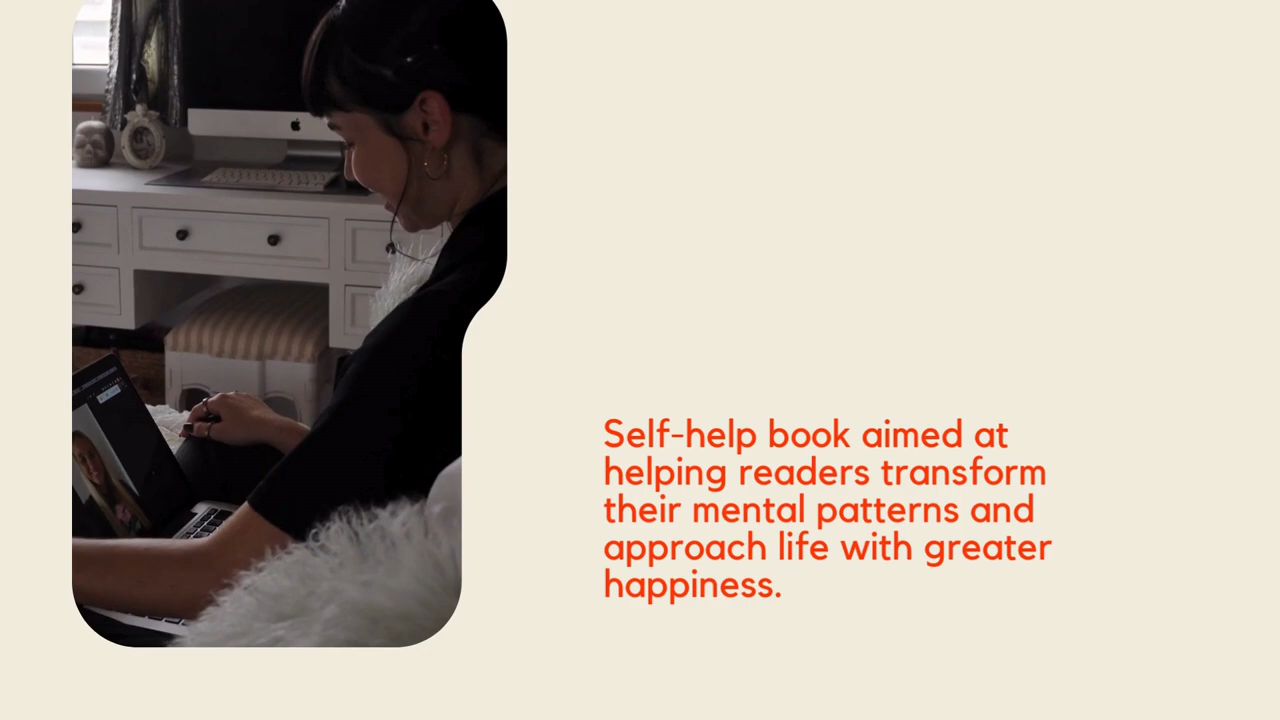 Self-help book aimed at
helping readers transform
their mental patterns and
approach life with greater
happiness.